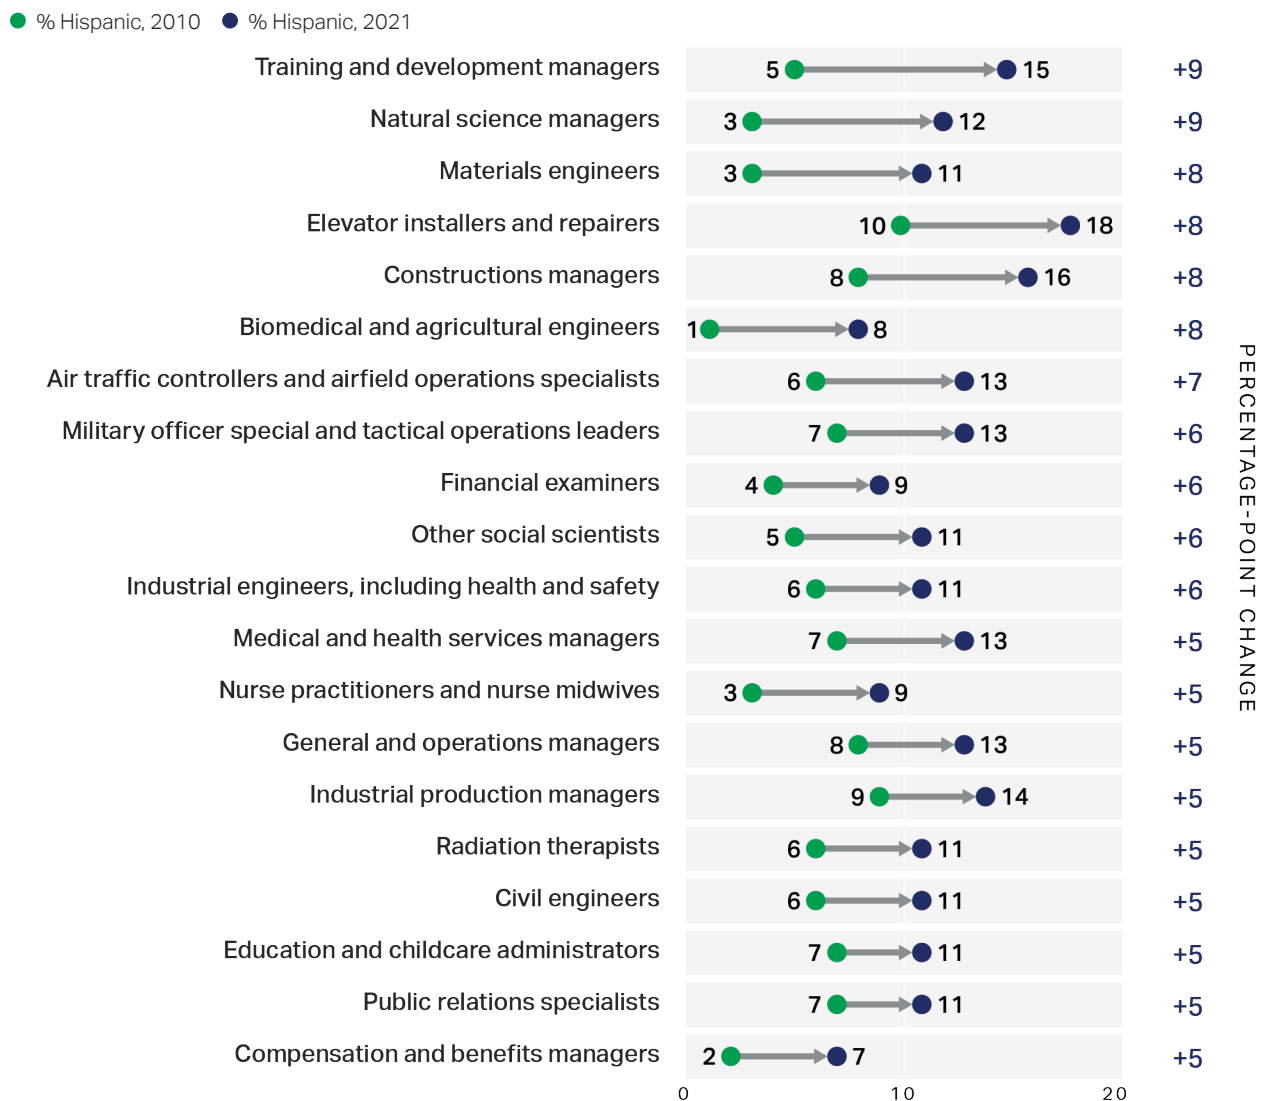 % Hispanic, 2010 % Hispanic, 2021
Training and development managers 5 15 +9
Natural science managers 3 12 +9
Materials engineers 3 11 +8
Elevator installers and repairers 10 18 +8
Constructions managers 8 16 +8
Biomedical and agricultural engineers 1 8 +8
Air traffic controllers and airfield operations specialists 6 13 +7
Military officer special and tactical operations leaders 7 13 +6
Financial examiners 4 9 +6
Other social scientists 5 11 +6
Industrial engineers, including health and safety 6 11 +6
Medical and health services managers 7 13 +5
Nurse practitioners and nurse midwives 3 9 +5
General and operations managers 8 13 +5
Industrial production managers 9 14 +5
Radiation therapists 6 11 +5
Civil engineers 6 11 +5
Education and childcare administrators 7 11 +5
Public relations specialists 7 11 +5
Compensation and benefits managers 2 7 +5
0 10 20
PERCENTAGE-POINT CHANGE